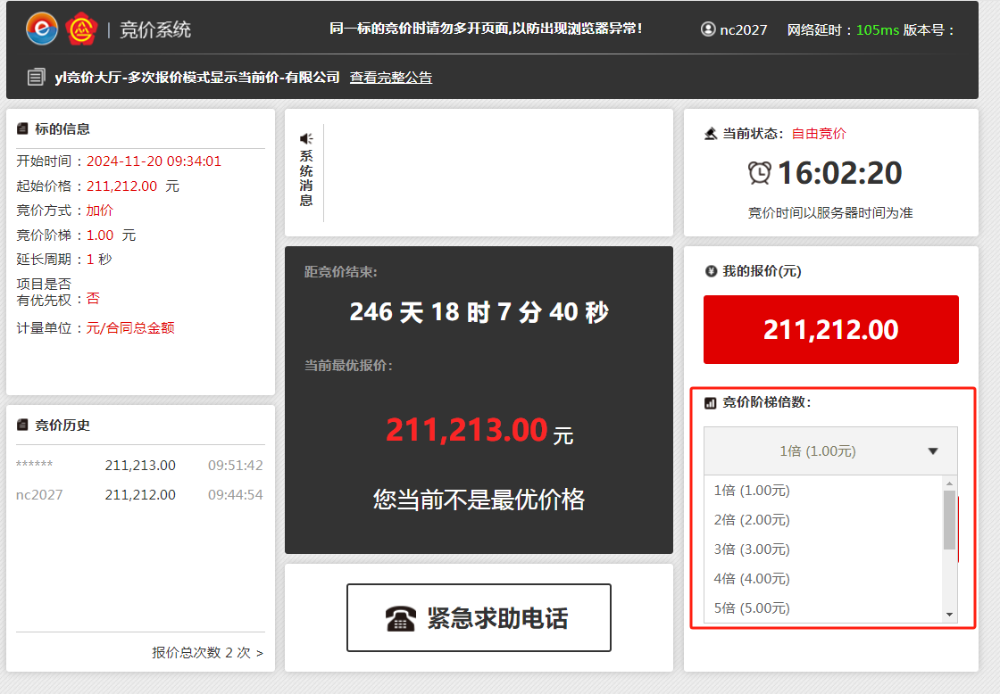 竞价系统
同一标的竞价时请勿多开页面,以防出现浏览器异常!
nc2027
网络延时：105ms 版本号：
yl竞价大厅-多次报价模式显示当前价-有限公司 查看完整公告
标的信息
开始时间：2024-11-20 09:34:01
起始价格：211,212.00 元
竞价方式：加价
竞价阶梯：1.00 元
延长周期：1 秒
项目是否
有优先权：否
计量单位：元/合同总金额
竞价历史
****** 211,213.00 09:51:42
nc2027 211,212.00 09:44:54
报价总次数 2 次 >
系统消息
距竞价结束:
246 天 18 时 7 分 40 秒
当前最优报价:
211,213.00 元
您当前不是最优价格
紧急求助电话
当前状态: 自由竞价
16:02:20
竞价时间以服务器时间为准
我的报价(元)
211,212.00
竞价阶梯倍数:
1倍 (1.00元)
1倍 (1.00元)
2倍 (2.00元)
3倍 (3.00元)
4倍 (4.00元)
5倍 (5.00元)